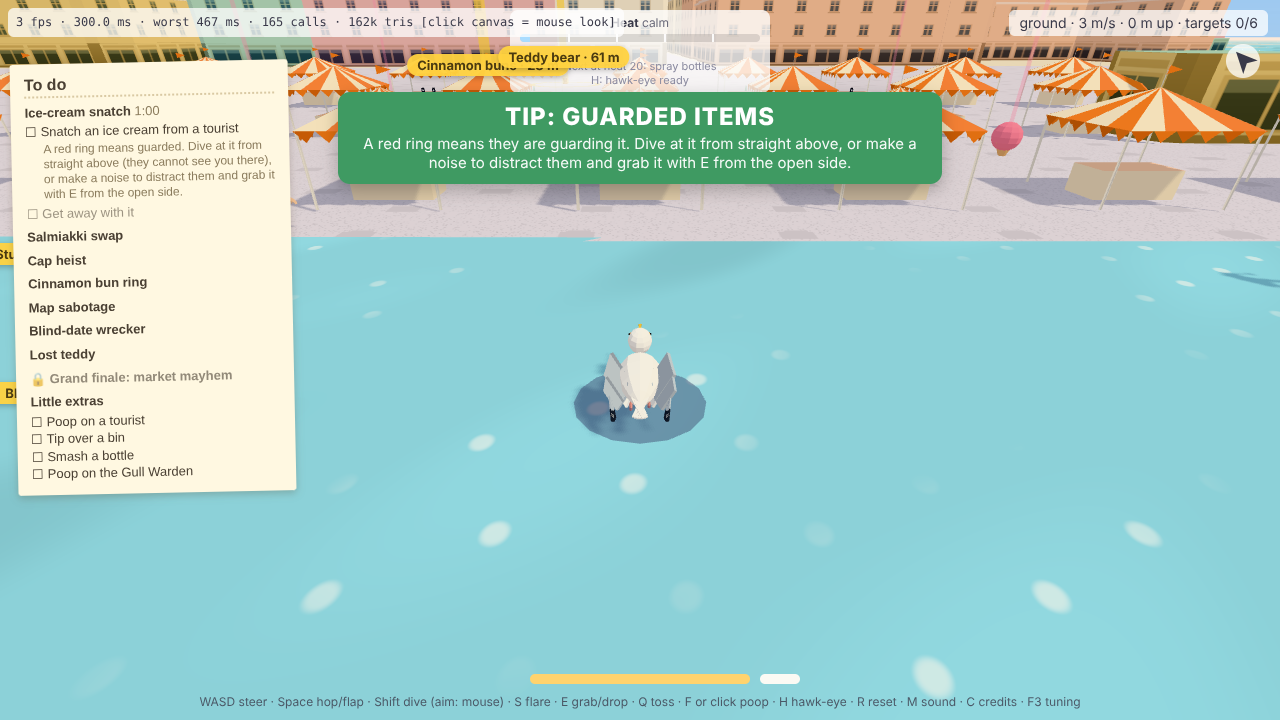 3 fps · 300.0 ms · worst 467 ms · 165 calls · 162k tris [click canvas = mouse look]
calm
ground · 3 m/s · 0 m up · targets 0/6
Teddy bear · 61 m
Cinnamon
20: spray bottles
H: hawk-eye ready
TIP: GUARDED ITEMS
A red ring means they are guarding it. Dive at it from straight above, or make a
noise to distract them and grab it with E from the open side.
To do
Ice-cream snatch 1:00
☐ Snatch an ice cream from a tourist
A red ring means guarded. Dive at it from
straight above (they cannot see you there),
or make a noise to distract them and grab it
with E from the open side.
☐ Get away with it
Salmiakki swap
Cap heist
Cinnamon bun ring
Map sabotage
Blind-date wrecker
Lost teddy
🔒 Grand finale: market mayhem
Little extras
☐ Poop on a tourist
☐ Tip over a bin
☐ Smash a bottle
☐ Poop on the Gull Warden
WASD steer · Space hop/flap · Shift dive (aim: mouse) · S flare · E grab/drop · Q toss · F or click poop · H hawk-eye · R reset · M sound · C credits · F3 tuning